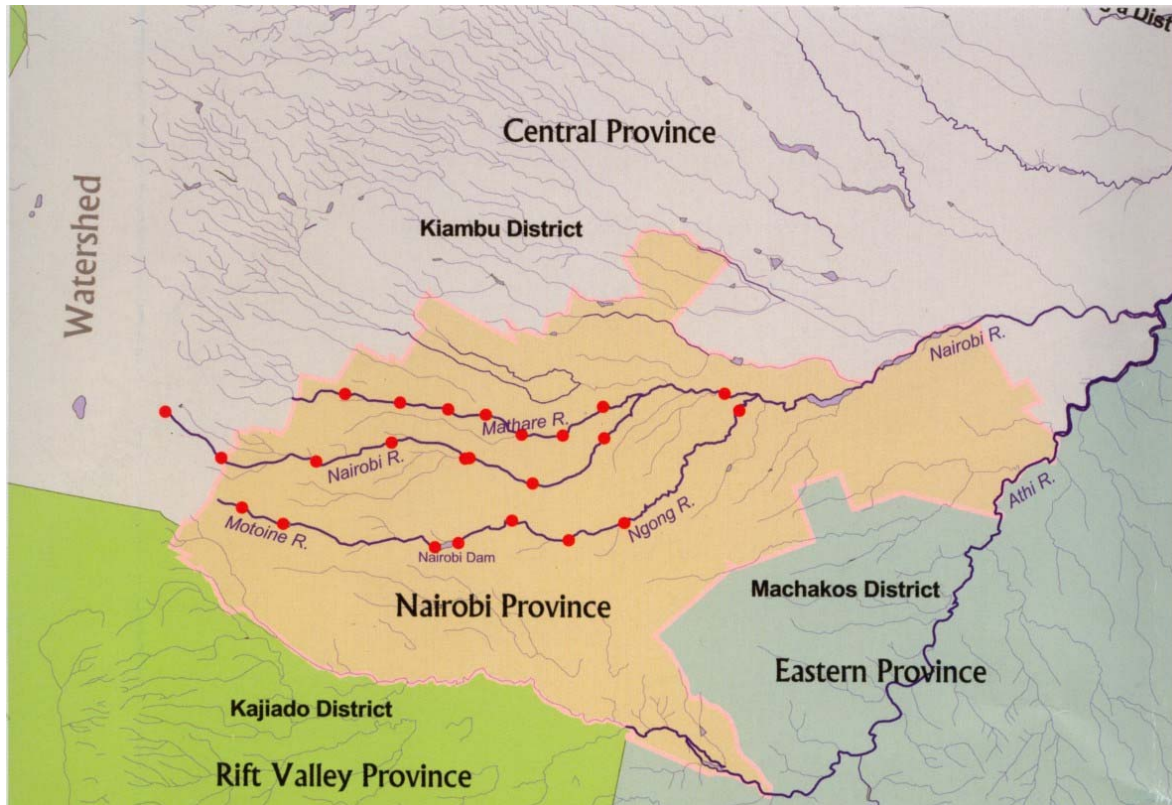 a Dist
Central Province
Watershed
Kiambu District
Nairobi R.
Mathare R.
Nairobi R.
Athi R.
Motoine R.
Ngong R.
Nairobi Dam
Machakos District
Nairobi Province
Eastern Province
Kajiado District
Rift Valley Province